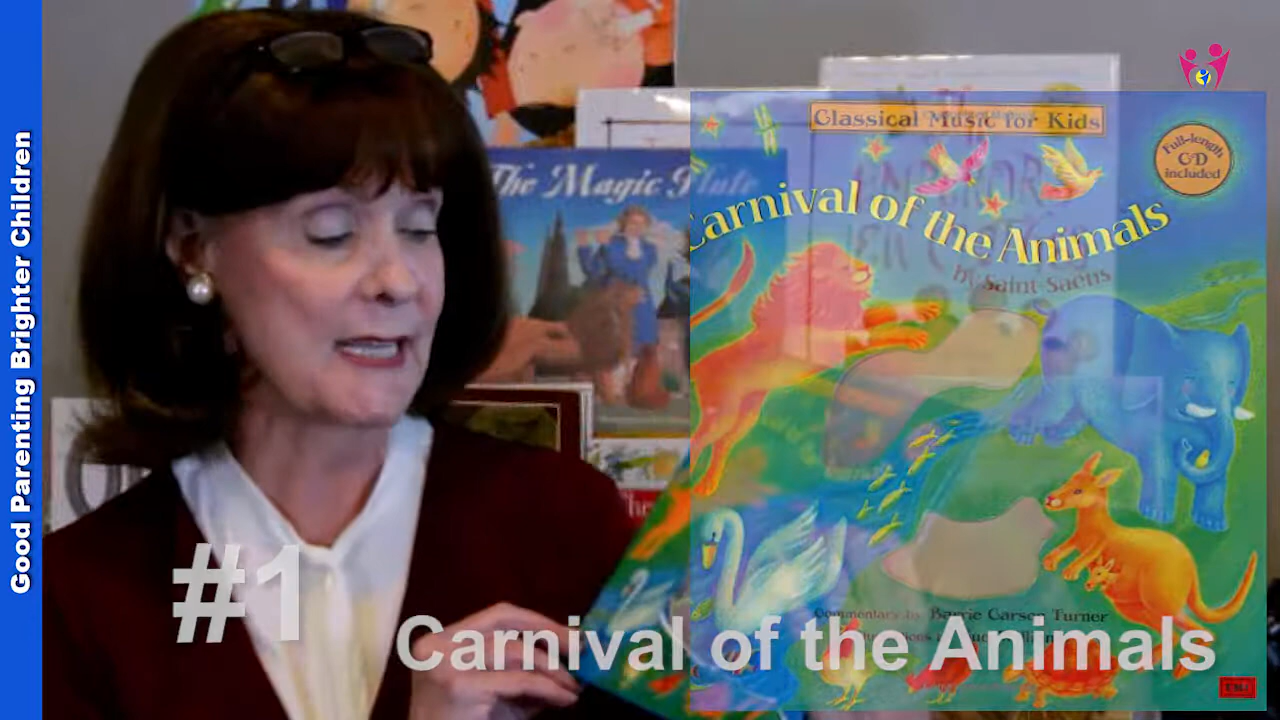 Good Parenting Brighter Children
The Magic Flute
Classical Music for Kids
Full-length
CD
included
Carnival of the Animals
by Saint-Saëns
Commentary by Barrie Carson Turner
#1
Carnival of the Animals